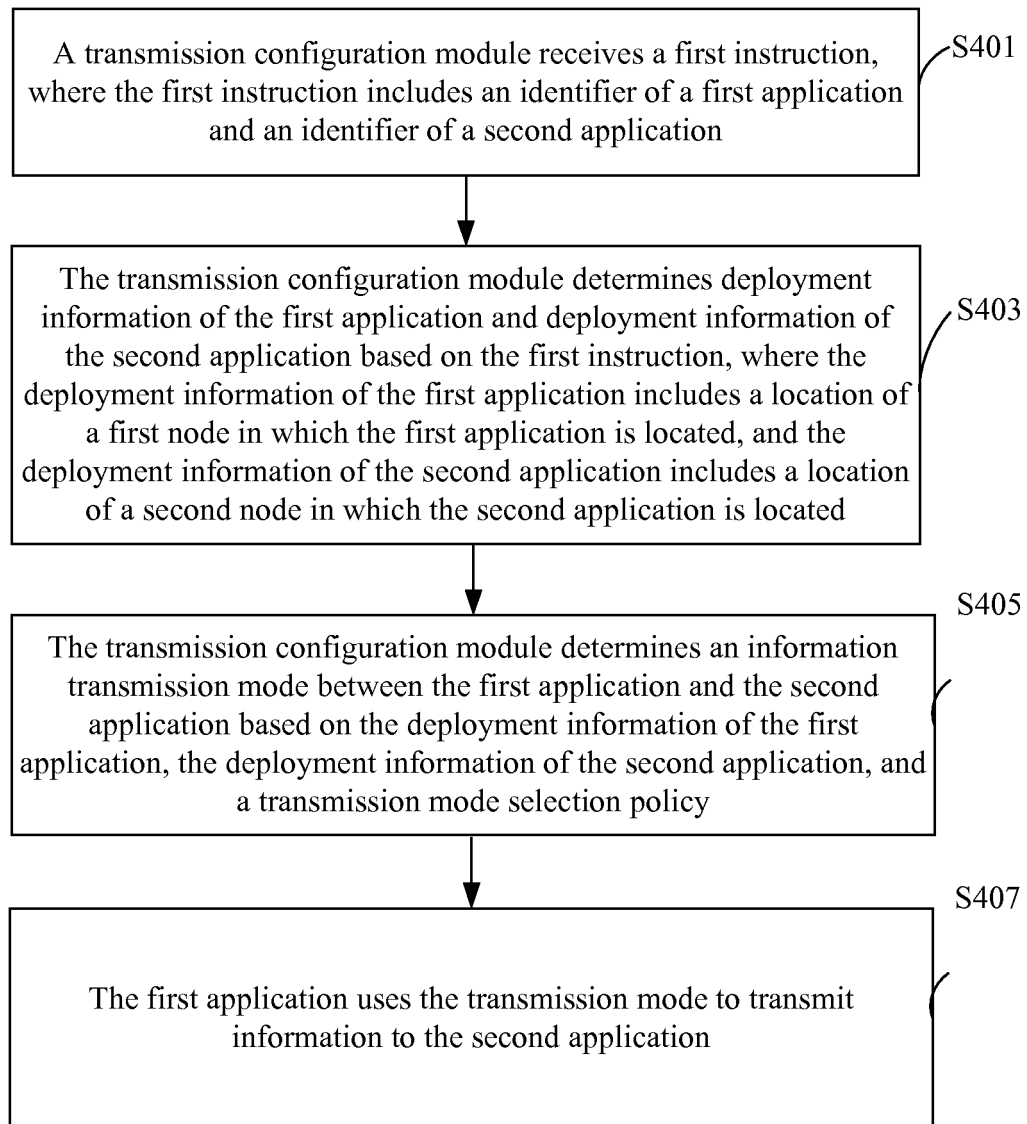 A transmission configuration module receives a first instruction,
where the first instruction includes an identifier of a first application
and an identifier of a second application
S401
The transmission configuration module determines deployment
information of the first application and deployment information of
the second application based on the first instruction, where the
deployment information of the first application includes a location of
a first node in which the first application is located, and the
deployment information of the second application includes a location
of a second node in which the second application is located
S403
The transmission configuration module determines an information
transmission mode between the first application and the second
application based on the deployment information of the first
application, the deployment information of the second application, and
a transmission mode selection policy
S405
The first application uses the transmission mode to transmit
information to the second application
S407